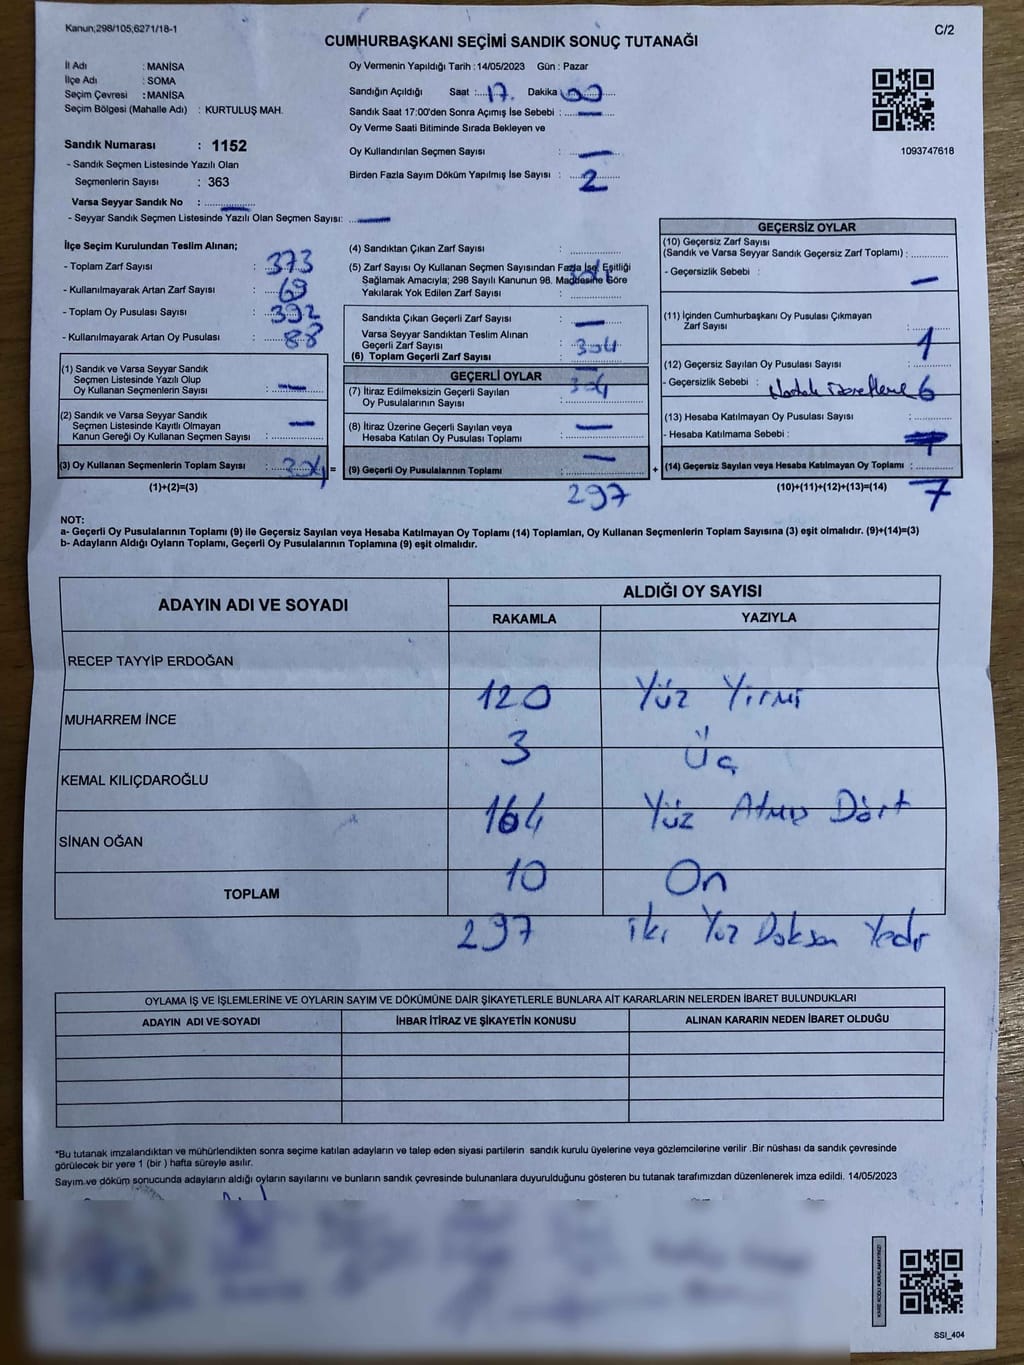 Kanun;298/105,6271/18-1
C/2
CUMHURBAŞKANI SEÇİMİ SANDIK SONUÇ TUTANAĞI
İl Adı : MANİSA
İlçe Adı : SOMA
Seçim Çevresi : MANİSA
Seçim Bölgesi (Mahalle Adı) : KURTULUŞ MAH.
Sandık Numarası : 1152
- Sandık Seçmen Listesinde Yazılı Olan
Seçmenlerin Sayısı : 363
Varsa Seyyar Sandık No : —
- Seyyar Sandık Seçmen Listesinde Yazılı Olan Seçmen Sayısı: —
Oy Vermenin Yapıldığı Tarih : 14/05/2023 Gün : Pazar
Sandığın Açıldığı Saat : 17. Dakika 00
Sandık Saat 17:00'den Sonra Açımış İse Sebebi : —
Oy Verme Saati Bitiminde Sırada Bekleyen ve
Oy Kullandırılan Seçmen Sayısı : —
Birden Fazla Sayım Döküm Yapılmış İse Sayısı : 2
1093747618
İlçe Seçim Kurulundan Teslim Alınan;
- Toplam Zarf Sayısı : 373
- Kullanılmayarak Artan Zarf Sayısı : 69
- Toplam Oy Pusulası Sayısı : 392
- Kullanılmayarak Artan Oy Pusulası : 88
(1) Sandık ve Varsa Seyyar Sandık
Seçmen Listesinde Yazılı Olup
Oy Kullanan Seçmenlerin Sayısı : —
(2) Sandık ve Varsa Seyyar Sandık
Seçmen Listesinde Kayıtlı Olmayan
Kanun Gereği Oy Kullanan Seçmen Sayısı : —
(3) Oy Kullanan Seçmenlerin Toplam Sayısı : 304 =
(1)+(2)=(3)
(4) Sandıktan Çıkan Zarf Sayısı :
304
(5) Zarf Sayısı Oy Kullanan Seçmen Sayısından Fazla İse, Eşitliği
Sağlamak Amacıyla; 298 Sayılı Kanunun 98. Maddesine Göre
Yakılarak Yok Edilen Zarf Sayısı :
Sandıkta Çıkan Geçerli Zarf Sayısı : —
Varsa Seyyar Sandıktan Teslim Alınan
Geçerli Zarf Sayısı : 304
(6) Toplam Geçerli Zarf Sayısı
GEÇERLİ OYLAR
304
(7) İtiraz Edilmeksizin Geçerli Sayılan
Oy Pusulalarının Sayısı :
(8) İtiraz Üzerine Geçerli Sayılan veya
Hesaba Katılan Oy Pusulası Toplamı : —
(9) Geçerli Oy Pusulalarının Toplamı : — +
297
GEÇERSİZ OYLAR
(10) Geçersiz Zarf Sayısı
(Sandık ve Varsa Seyyar Sandık Geçersiz Zarf Toplamı) :
- Geçersizlik Sebebi : —
(11) İçinden Cumhurbaşkanı Oy Pusulası Çıkmayan
Zarf Sayısı :
1
(12) Geçersiz Sayılan Oy Pusulası Sayısı :
- Geçersizlik Sebebi : 6
(13) Hesaba Katılmayan Oy Pusulası Sayısı :
- Hesaba Katılmama Sebebi :
(14) Geçersiz Sayılan veya Hesaba Katılmayan Oy Toplamı :
(10)+(11)+(12)+(13)=(14) 7
NOT:
a- Geçerli Oy Pusulalarının Toplamı (9) ile Geçersiz Sayılan veya Hesaba Katılmayan Oy Toplamı (14) Toplamları, Oy Kullanan Seçmenlerin Toplam Sayısına (3) eşit olmalıdır. (9)+(14)=(3)
b- Adayların Aldığı Oyların Toplamı, Geçerli Oy Pusulalarının Toplamına (9) eşit olmalıdır.
ADAYIN ADI VE SOYADI
ALDIĞI OY SAYISI
RAKAMLA YAZIYLA
RECEP TAYYİP ERDOĞAN
120 Yüz Yirmi
MUHARREM İNCE
3 Üç
KEMAL KILIÇDAROĞLU
164 Yüz Atmış Dört
SİNAN OĞAN
10 On
TOPLAM
297 iki Yüz Doksan Yedi
OYLAMA İŞ VE İŞLEMLERİNE VE OYLARIN SAYIM VE DÖKÜMÜNE DAİR ŞİKAYETLERLE BUNLARA AİT KARARLARIN NELERDEN İBARET BULUNDUKLARI
ADAYIN ADI VE SOYADI İHBAR İTİRAZ VE ŞİKAYETİN KONUSU ALINAN KARARIN NEDEN İBARET OLDUĞU
*Bu tutanak imzalandıktan ve mühürlendikten sonra seçime katılan adayların ve talep eden siyasi partilerin sandık kurulu üyelerine veya gözlemcilerine verilir .Bir nüshası da sandık çevresinde
görülecek bir yere 1 (bir ) hafta süreyle asılır.
Sayım ve döküm sonucunda adayların aldığı oyların sayılarını ve bunların sandık çevresinde bulunanlara duyurulduğunu gösteren bu tutanak tarafımızdan düzenlenerek imza edildi. 14/05/2023
KARE KODU KARALAMAYINIZ!
SSI_404